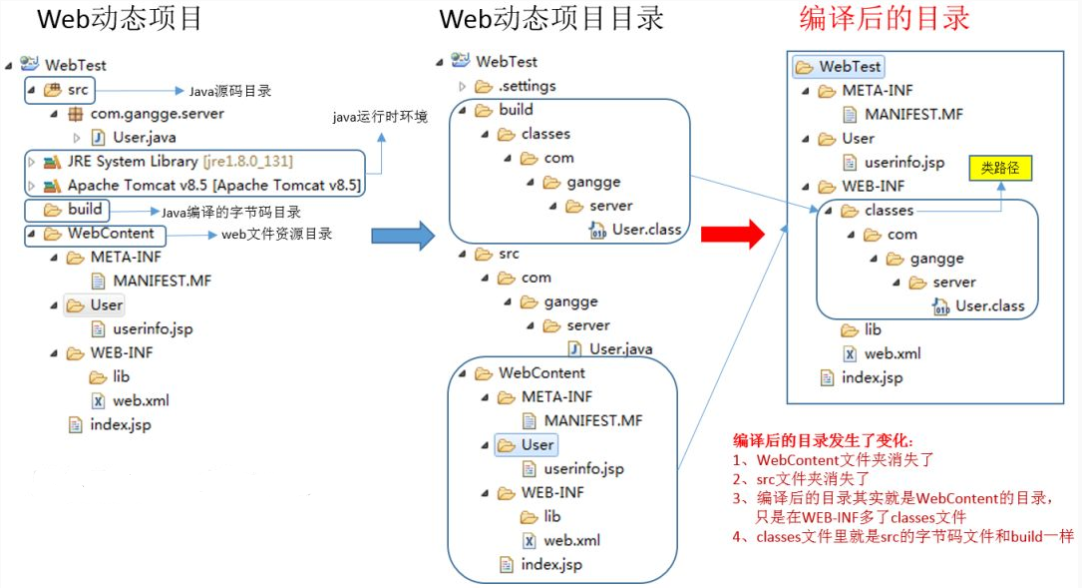 Web动态项目
WebTest
src
Java源码目录
com.gangge.server
java运行时环境
User.java
JRE System Library [jre1.8.0_131]
Apache Tomcat v8.5 [Apache Tomcat v8.5]
build
Java编译的字节码目录
WebContent
web文件资源目录
META-INF
MANIFEST.MF
User
userinfo.jsp
WEB-INF
lib
web.xml
index.jsp
Web动态项目目录
WebTest
.settings
build
classes
com
gangge
server
User.class
src
com
gangge
server
User.java
WebContent
META-INF
MANIFEST.MF
User
userinfo.jsp
WEB-INF
lib
web.xml
index.jsp
编译后的目录
WebTest
META-INF
MANIFEST.MF
User
userinfo.jsp
类路径
WEB-INF
classes
com
gangge
server
User.class
lib
web.xml
index.jsp
编译后的目录发生了变化:
1、WebContent文件夹消失了
2、src文件夹消失了
3、编译后的目录其实就是WebContent的目录，
只是在WEB-INF多了classes文件
4、classes文件里就是src的字节码文件和build一样